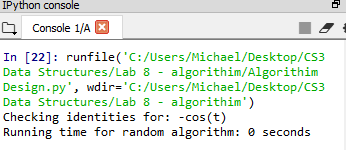 IPython console
Console 1/A
In [22]: runfile('C:/Users/Michael/Desktop/CS3
Data Structures/Lab 8 - algorithim/Algorithim
Design.py', wdir='C:/Users/Michael/Desktop/CS3
Data Structures/Lab 8 - algorithim')
Checking identities for: -cos(t)
Running time for random algorithm: 0 seconds